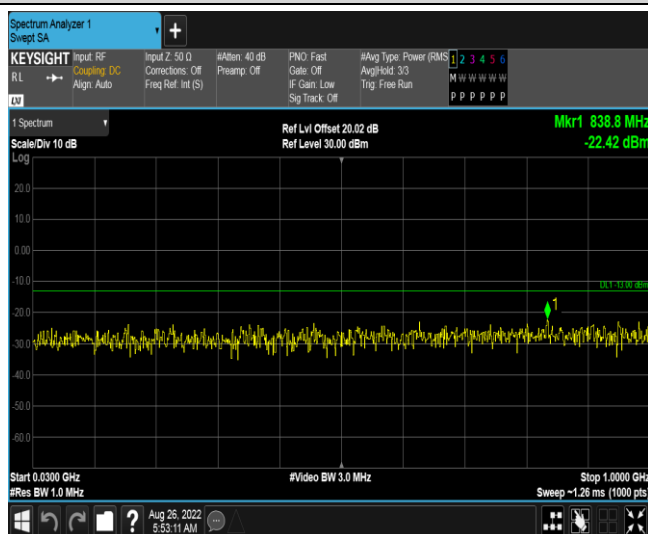 Spectrum Analyzer 1
Swept SA
+
KEYSIGHT Input: RF Input Z: 50 Ω #Atten: 40 dB PNO: Fast #Avg Type: Power (RMS 1 2 3 4 5 6
RL Coupling: DC Corrections: Off Preamp: Off Gate: Off Avg|Hold: 3/3 M W W W W W
Align: Auto Freq Ref: Int (S) IF Gain: Low Trig: Free Run
Sig Track: Off P P P P P P
LXI
1 Spectrum Ref Lvl Offset 20.02 dB Mkr1 838.8 MHz
Scale/Div 10 dB Ref Level 30.00 dBm -22.42 dBm
Log
20.0
10.0
0.00
-10.0
DL1 -13.00 dBm
1
-20.0
-30.0
-40.0
-50.0
-60.0
Start 0.0300 GHz #Video BW 3.0 MHz Stop 1.0000 GHz
#Res BW 1.0 MHz Sweep ~1.26 ms (1000 pts)
? Aug 26, 2022
5:53:11 AM